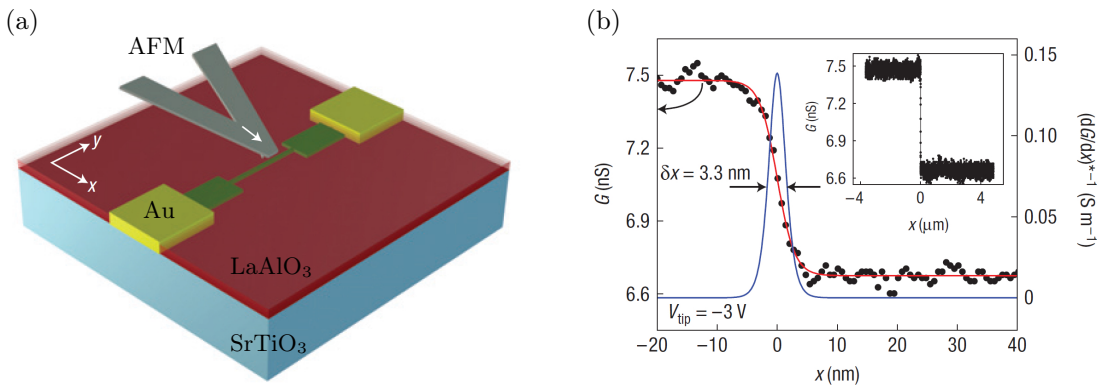 (a)
AFM
y
x
Au
LaAlO₃
SrTiO₃
(b)
7.5
7.2
6.9
6.6
G (nS)
δx = 3.3 nm
V_tip = −3 V
−20
−10
0
10
20
30
40
x (nm)
0.15
0.10
0.05
0
(dG/dx)*⁻¹ (S m⁻¹)
7.5
7.2
6.9
6.6
G (nS)
−4
0
4
x (μm)